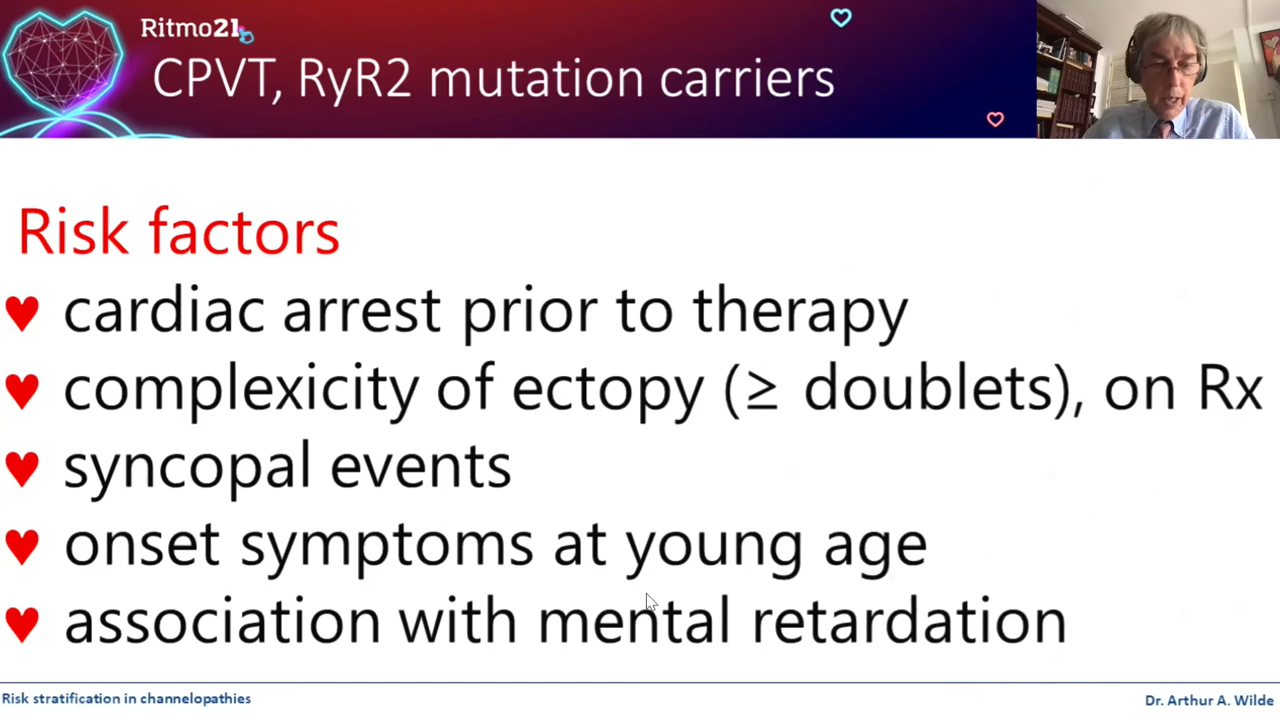 Ritmo21
CPVT, RyR2 mutation carriers
Risk factors
♥ cardiac arrest prior to therapy
♥ complexicity of ectopy (≥ doublets), on Rx
♥ syncopal events
♥ onset symptoms at young age
♥ association with mental retardation
Risk stratification in channelopathies
Dr. Arthur A. Wilde